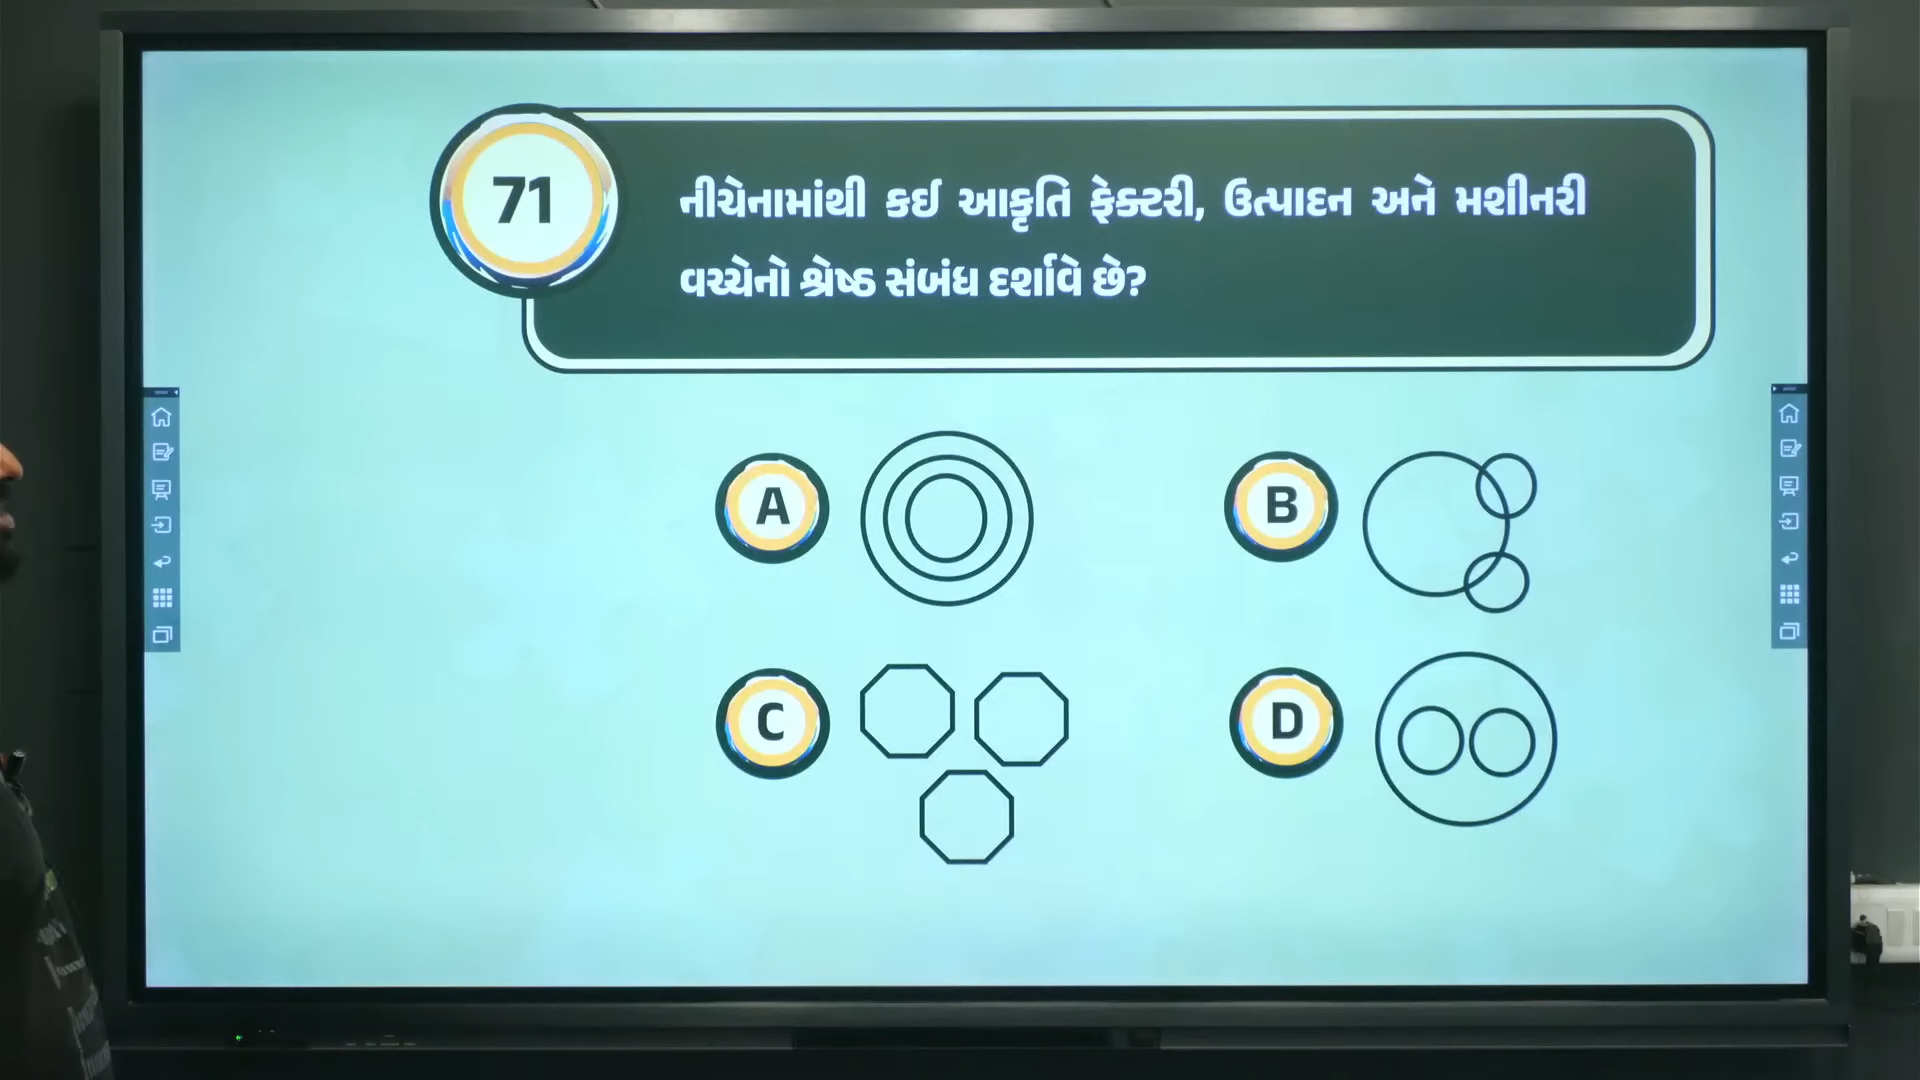 71
નીચેનામાંથી કઈ આકૃતિ ફેક્ટરી, ઉત્પાદન અને મશીનરી
વચ્ચેનો શ્રેષ્ઠ સંબંધ દર્શાવે છે?
A
B
C
D